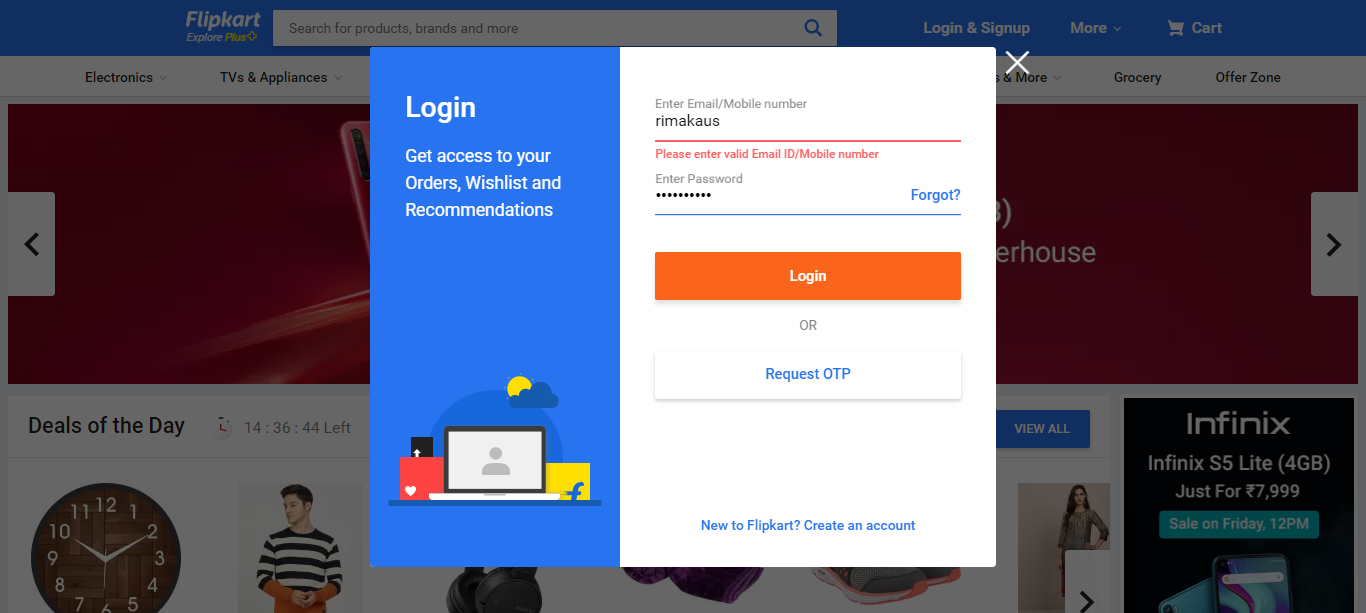 Flipkart
Explore Plus
Search for products, brands and more
Login & Signup
More
Cart
Electronics
TVs & Appliances
s & More
Grocery
Offer Zone
Login
Get access to your
Orders, Wishlist and
Recommendations
Enter Email/Mobile number
rimakaus
Please enter valid Email ID/Mobile number
Enter Password
••••••••••
Forgot?
Login
OR
Request OTP
New to Flipkart? Create an account
3)
erhouse
Deals of the Day
14 : 36 : 44 Left
VIEW ALL
Infinix
Infinix S5 Lite (4GB)
Just For ₹7,999
Sale on Friday, 12PM
11 12 1
10 2
9 3
8 4
7 6 5